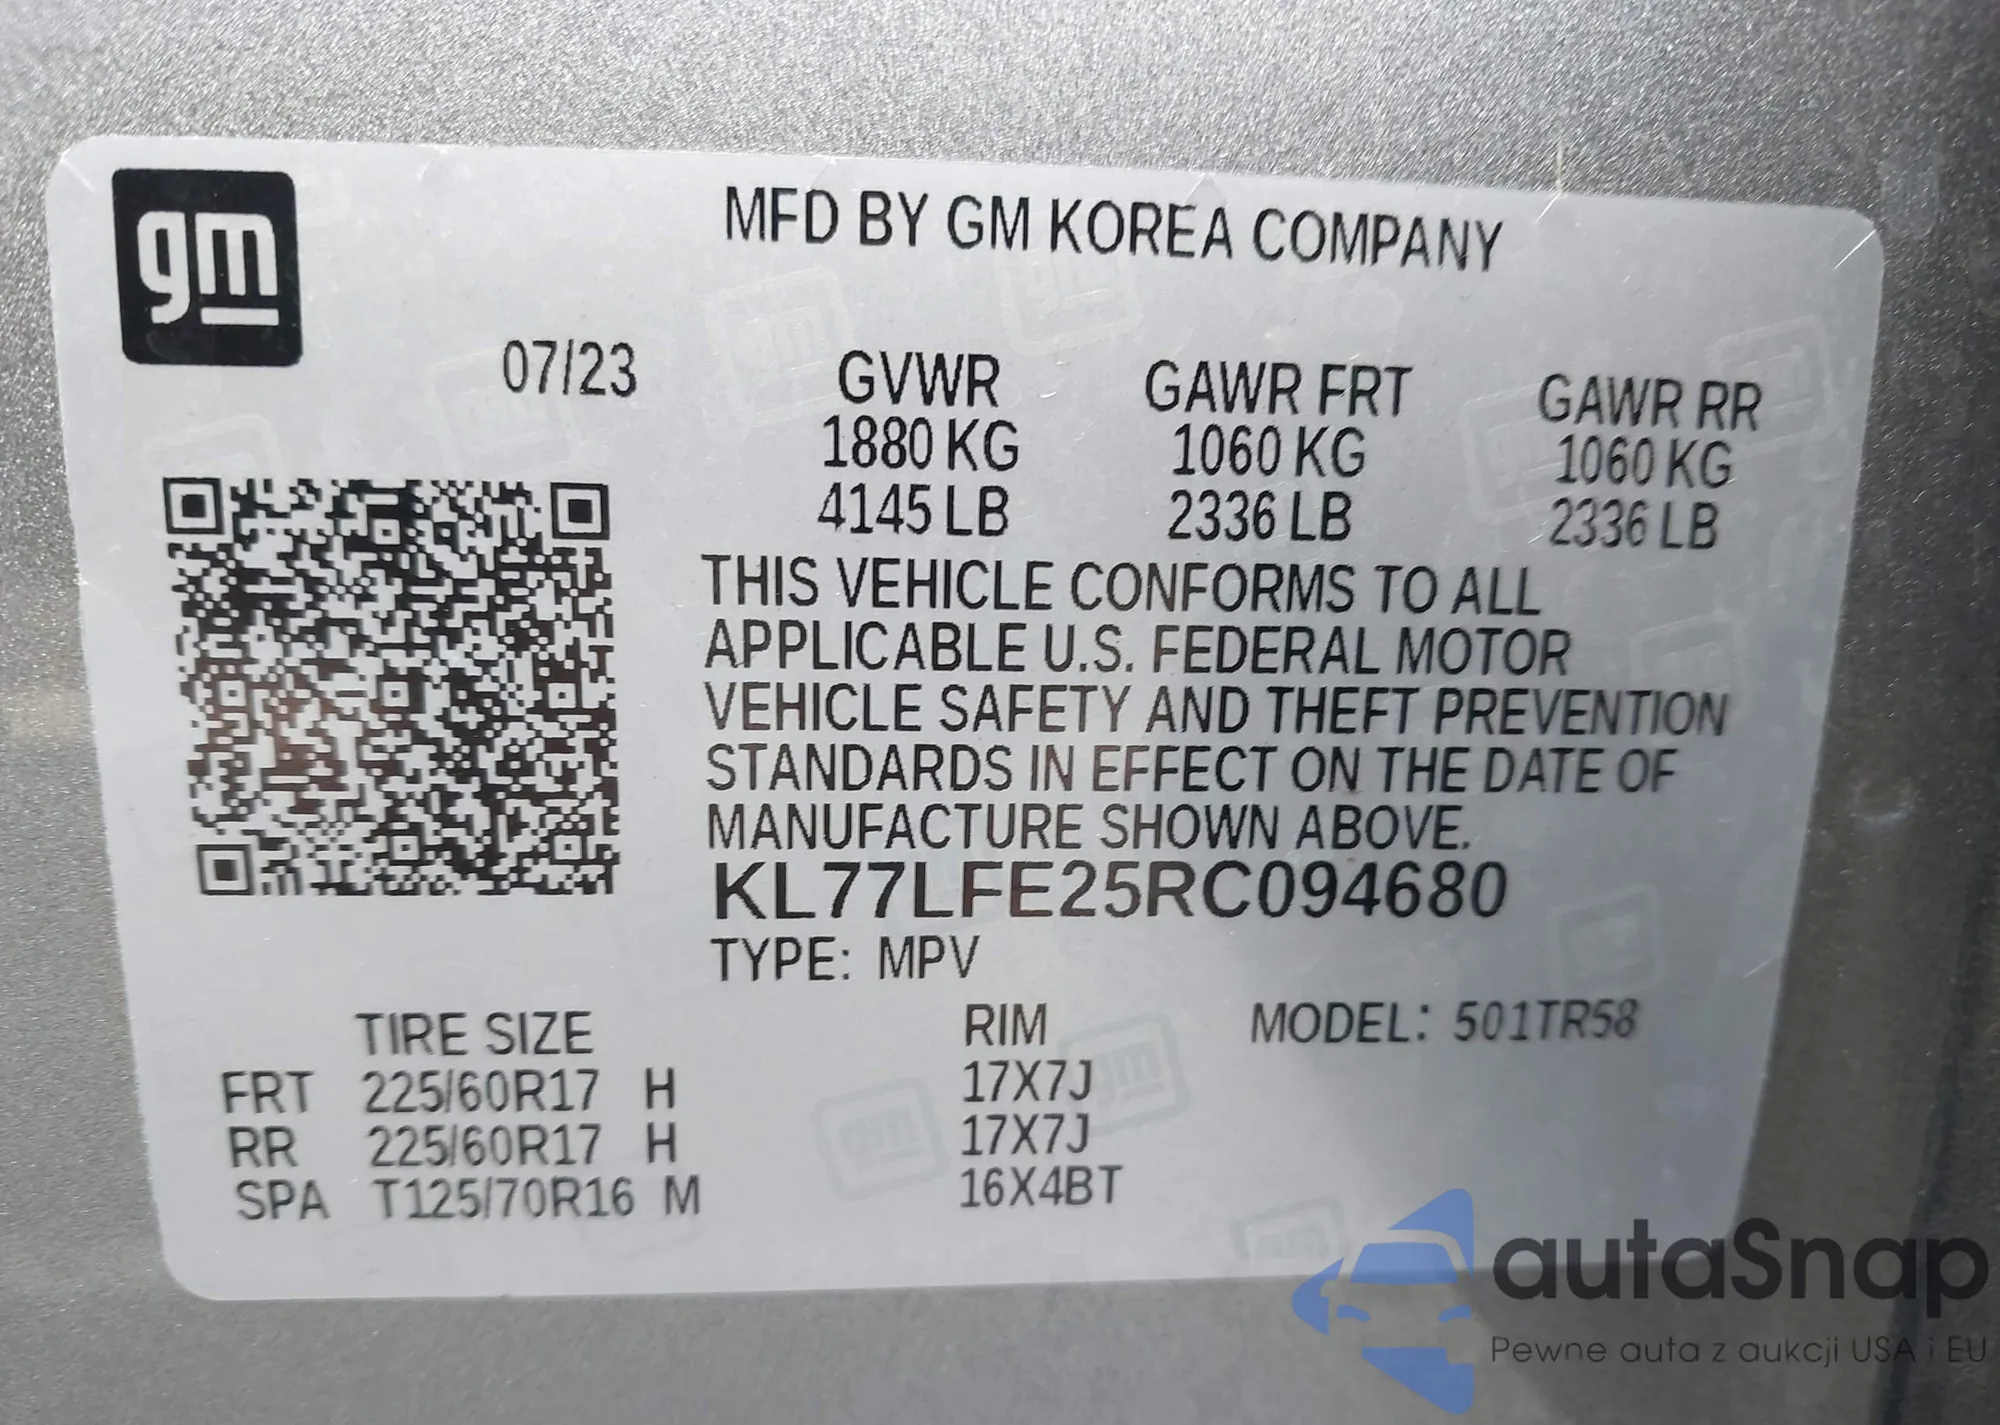 gm
MFD BY GM KOREA COMPANY
07/23
GVWR GAWR FRT GAWR RR
1880 KG 1060 KG 1060 KG
4145 LB 2336 LB 2336 LB
THIS VEHICLE CONFORMS TO ALL
APPLICABLE U.S. FEDERAL MOTOR
VEHICLE SAFETY AND THEFT PREVENTION
STANDARDS IN EFFECT ON THE DATE OF
MANUFACTURE SHOWN ABOVE.
KL77LFE25RC094680
TYPE: MPV
TIRE SIZE RIM MODEL: 501TR58
FRT 225/60R17 H 17X7J
RR 225/60R17 H 17X7J
SPA T125/70R16 M 16X4BT
autaSnap
Pewne auta z aukcji USA i EU